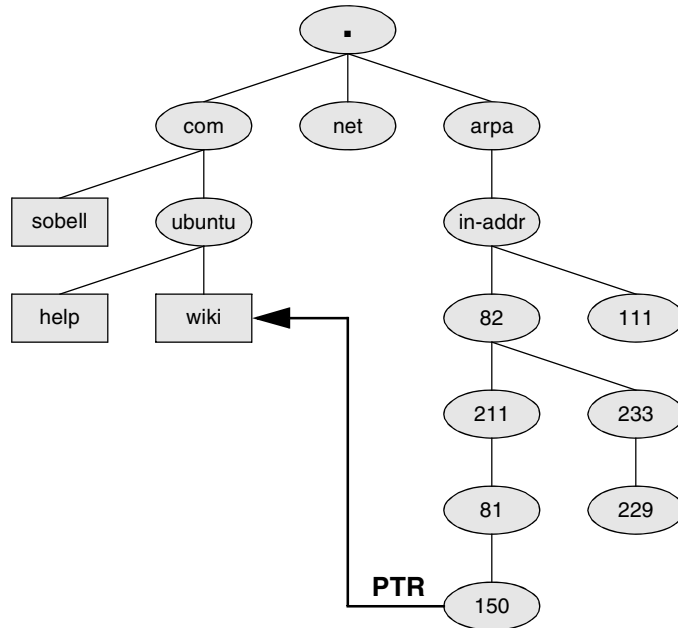 .
com net arpa
sobell ubuntu in-addr
help wiki 82 111
211 233
81 229
PTR 150